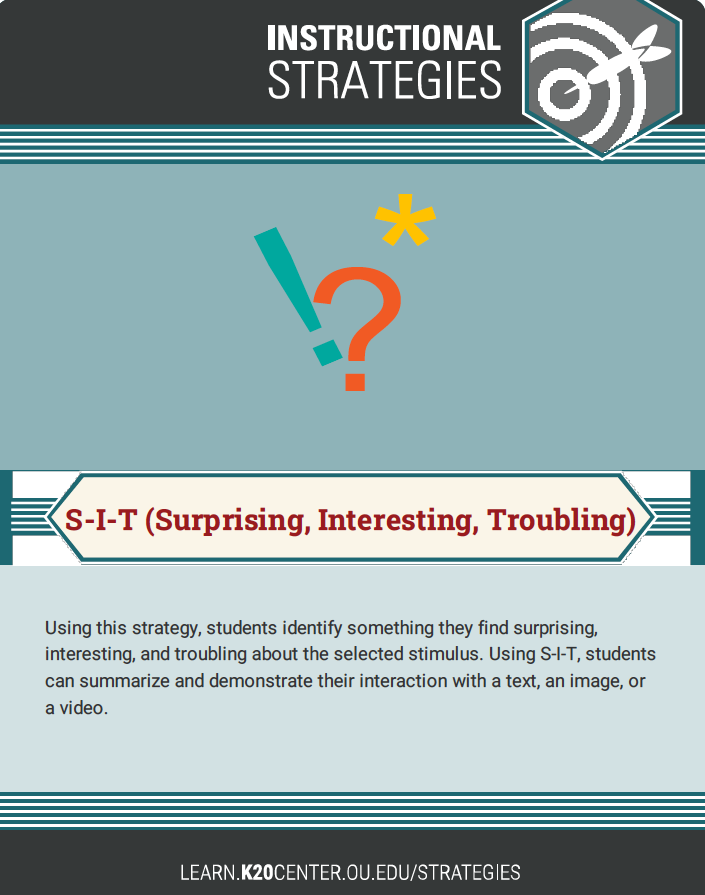 INSTRUCTIONAL
STRATEGIES
!?*
S-I-T (Surprising, Interesting, Troubling)
Using this strategy, students identify something they find surprising,
interesting, and troubling about the selected stimulus. Using S-I-T, students
can summarize and demonstrate their interaction with a text, an image, or
a video.
LEARN.K20CENTER.OU.EDU/STRATEGIES